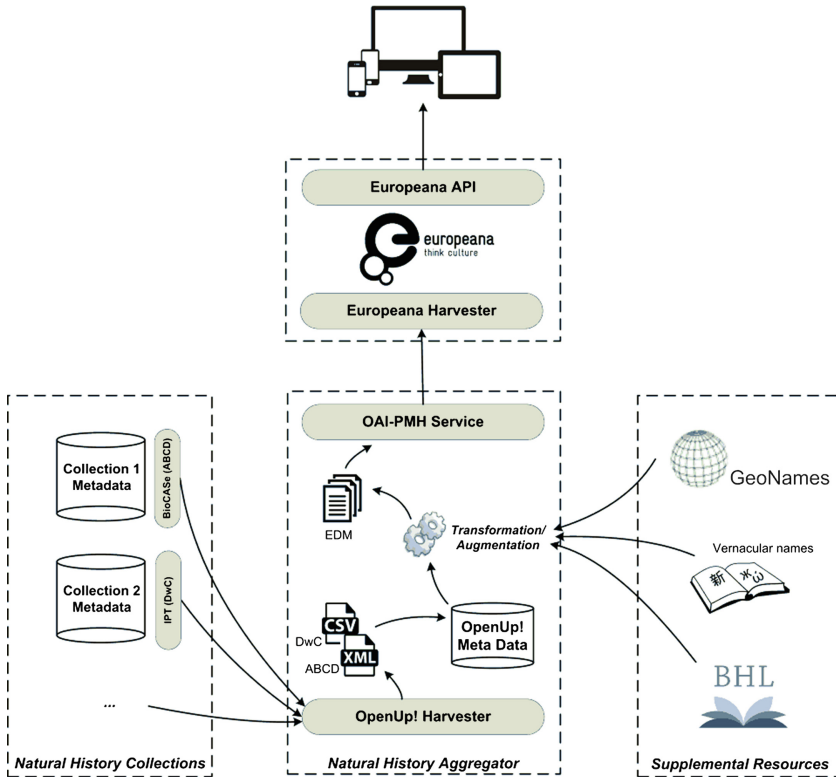 Europeana API
europeana
think culture
Europeana Harvester
Collection 1
Metadata
BioCASe (ABCD)
Collection 2
Metadata
IPT (DwC)
...
Natural History Collections
OAI-PMH Service
EDM
Transformation/
Augmentation
CSV
DwC
XML
ABCD
OpenUp!
Meta Data
OpenUp! Harvester
Natural History Aggregator
GeoNames
Vernacular names
新
Ж
BHL
Supplemental Resources